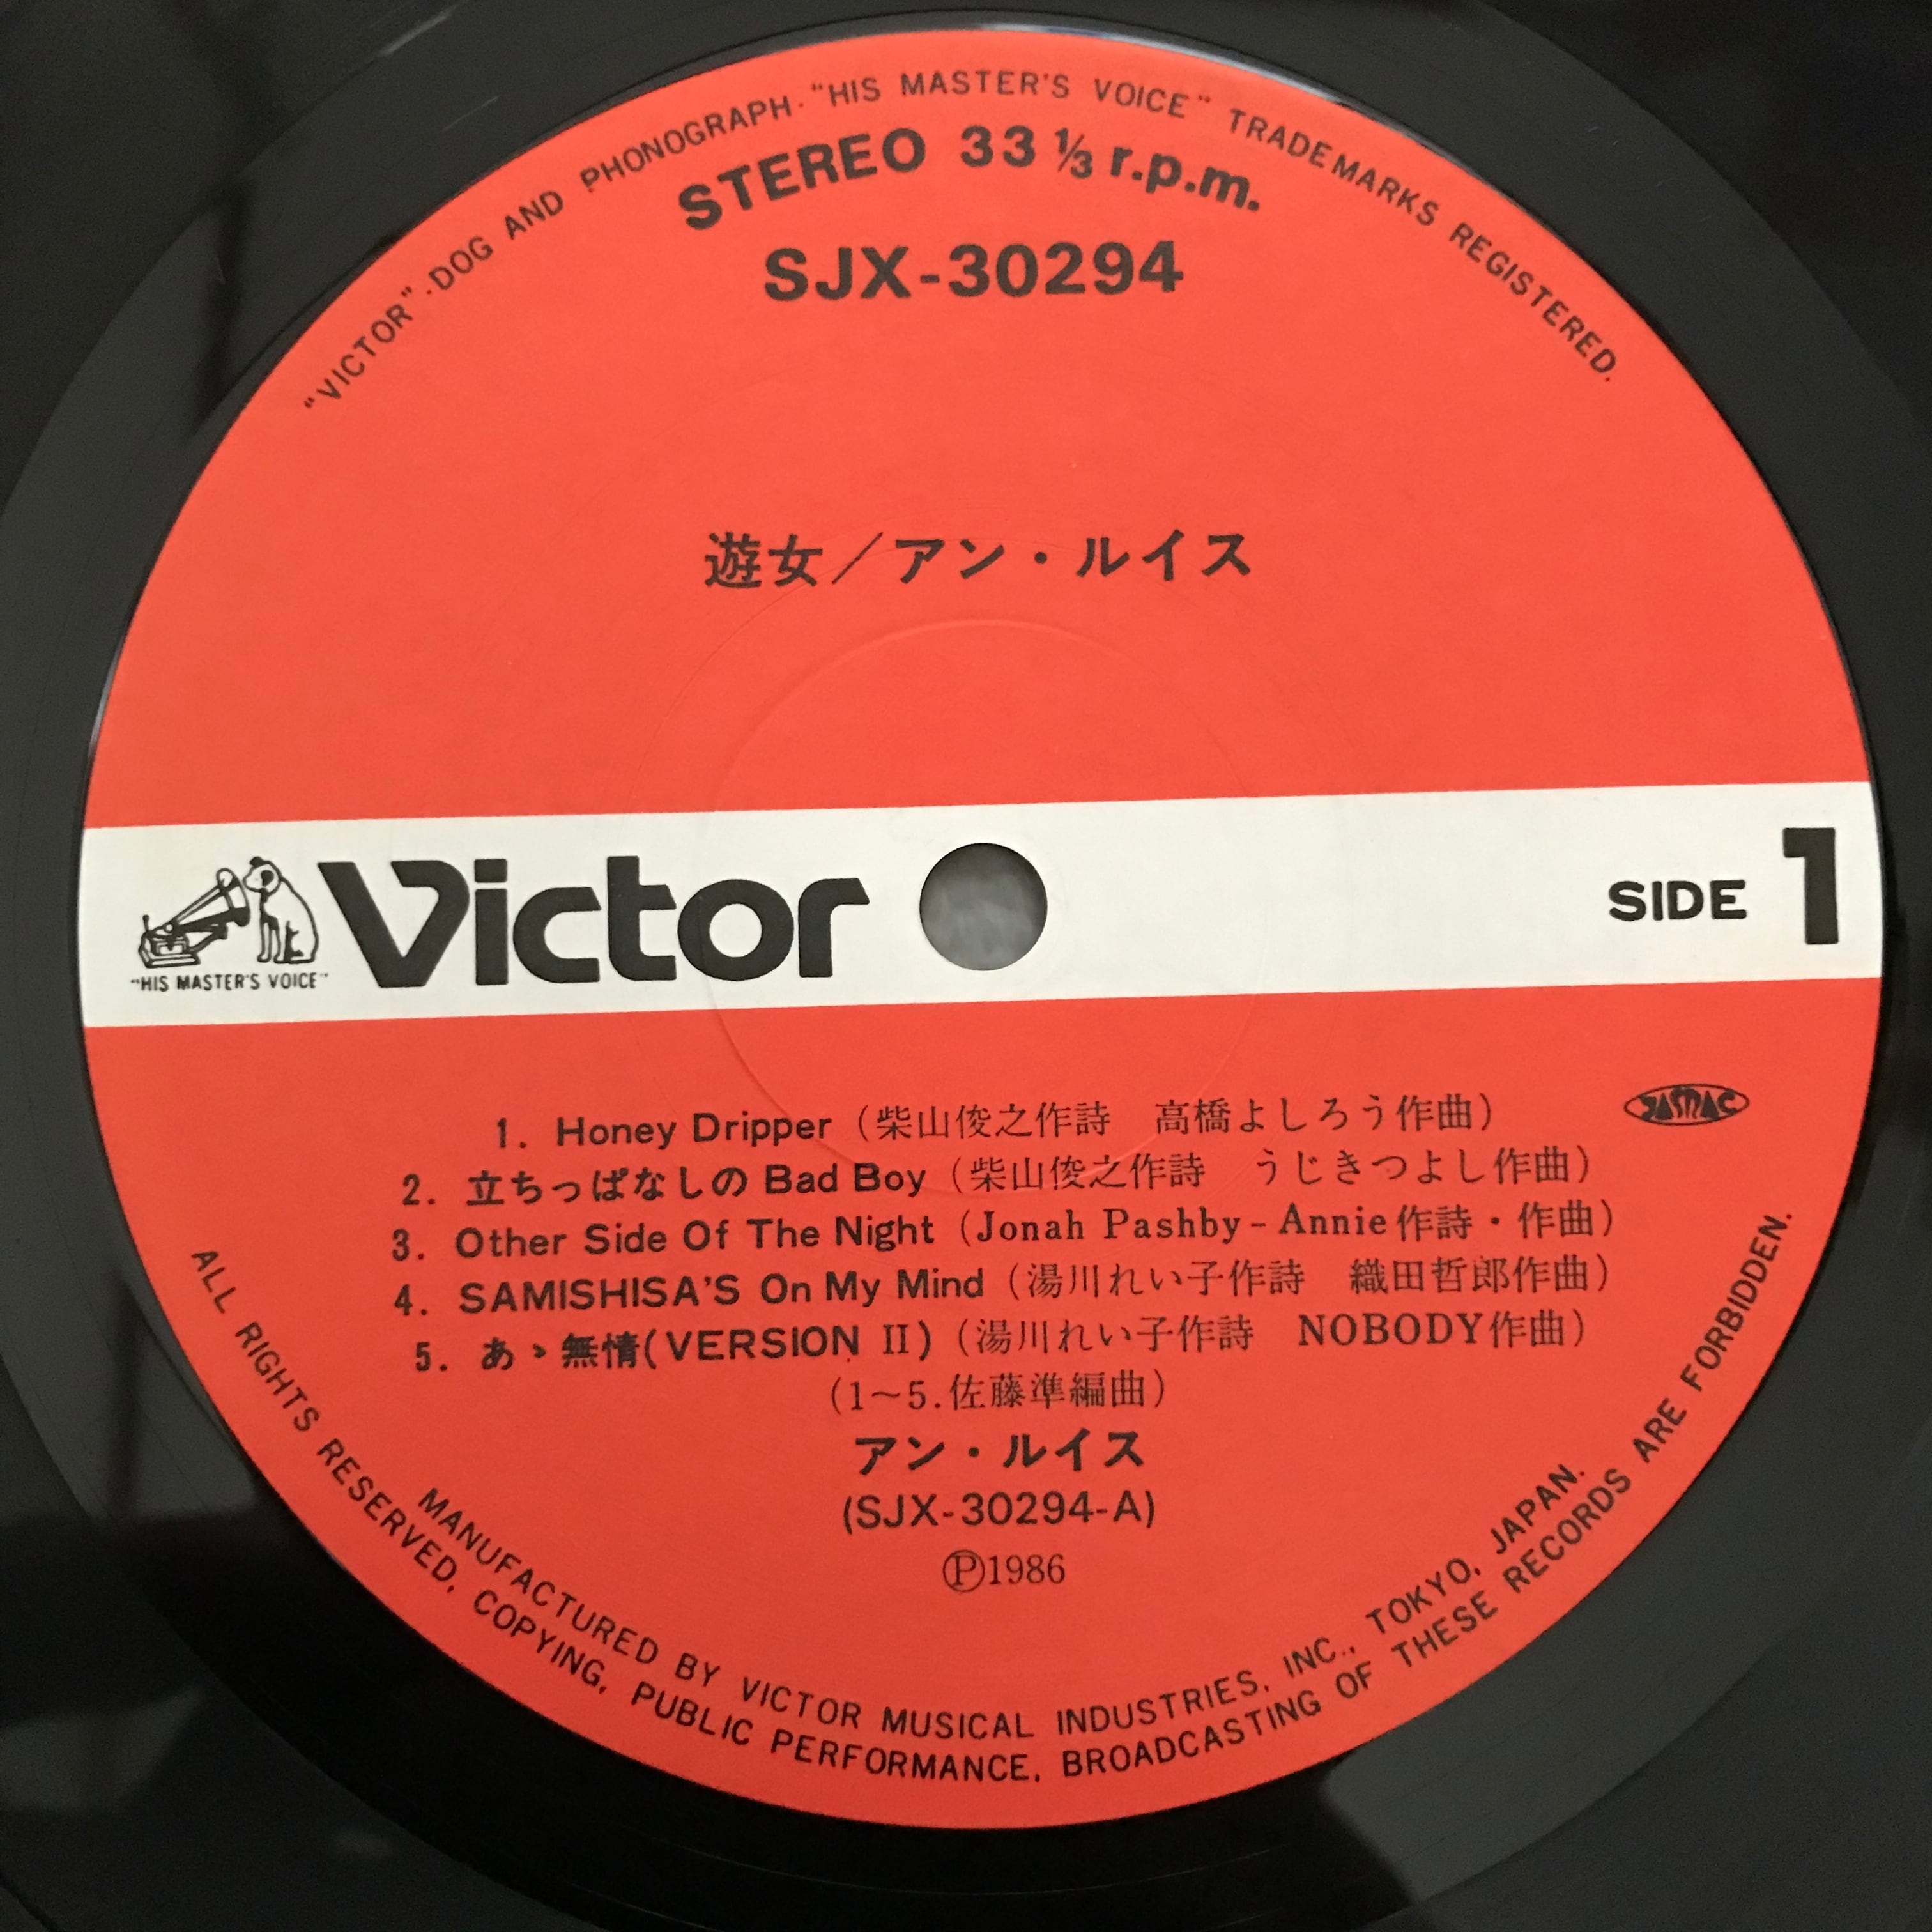 "VICTOR"·DOG AND PHONOGRAPH·"HIS MASTER'S VOICE" TRADEMARKS REGISTERED.
STEREO 33 ⅓ r.p.m.
SJX-30294
遊女／アン・ルイス
Victor
"HIS MASTER'S VOICE"
SIDE 1
JASRAC
1. Honey Dripper（柴山俊之作詩　高橋よしろう作曲）
2. 立ちっぱなしの Bad Boy（柴山俊之作詩　うじきつよし作曲）
3. Other Side Of The Night（Jonah Pashby-Annie作詩・作曲）
4. SAMISHISA'S On My Mind（湯川れい子作詩　織田哲郎作曲）
5. あゝ無情(VERSION II)（湯川れい子作詩　NOBODY作曲）
（1〜5.佐藤準編曲）
アン・ルイス
(SJX-30294-A)
Ⓟ1986
MANUFACTURED BY VICTOR MUSICAL INDUSTRIES, INC., TOKYO, JAPAN.
ALL RIGHTS RESERVED, COPYING, PUBLIC PERFORMANCE, BROADCASTING OF THESE RECORDS ARE FORBIDDEN.